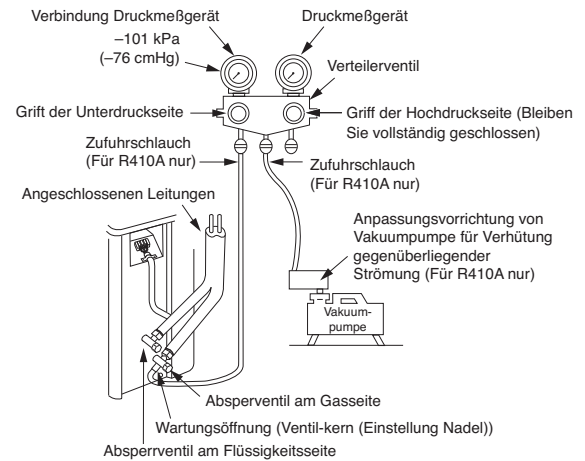 Verbindung Druckmeßgerät
–101 kPa
(–76 cmHg)
Druckmeßgerät
Verteilerventil
Grift der Unterdruckseite
Griff der Hochdruckseite (Bleiben
Sie vollständig geschlossen)
Zufuhrschlauch
(Für R410A nur)
Zufuhrschlauch
(Für R410A nur)
Angeschlossenen Leitungen
Anpassungsvorrichtung von
Vakuumpumpe für Verhütung
gegenüberliegender
Strömung (Für R410A nur)
Vakuum-
pumpe
Absperventil am Gasseite
Wartungsöffnung (Ventil-kern (Einstellung Nadel))
Absperrventil am Flüssigkeitsseite